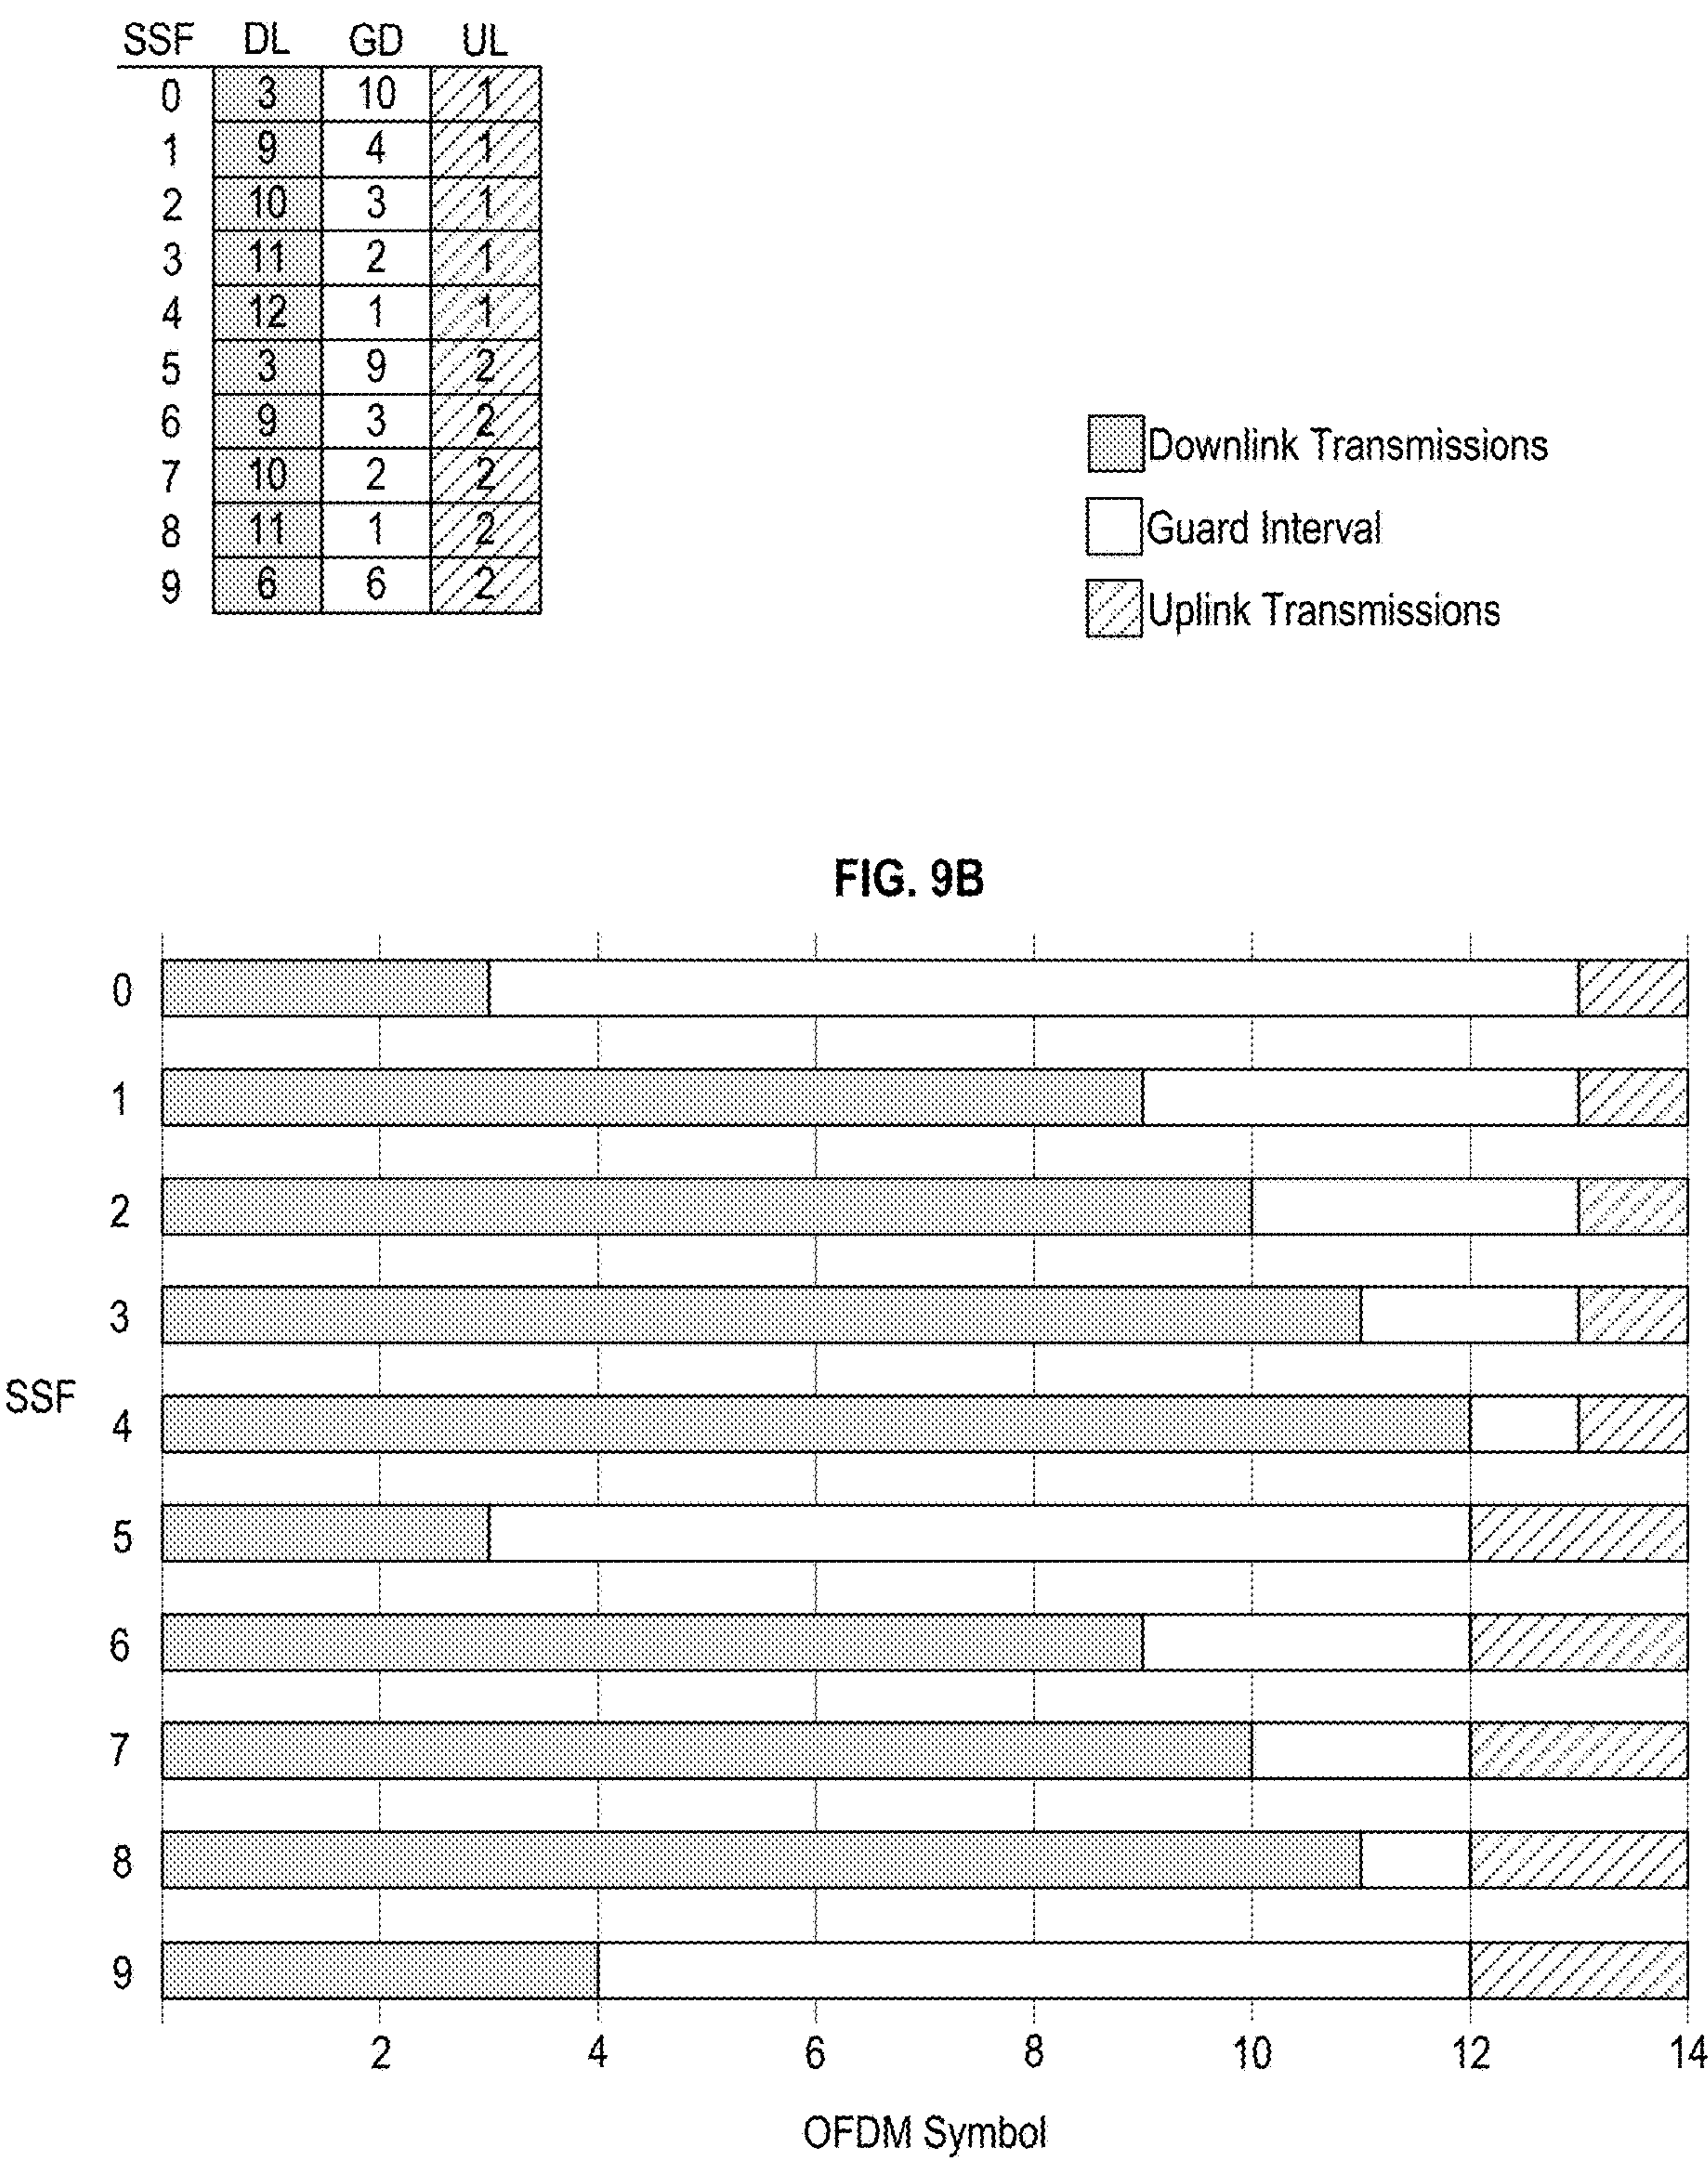 SSF DL GD UL
0 3 10 1
1 9 4 1
2 10 3 1
3 11 2 1
4 12 1 1
5 3 9 2
6 9 3 2
7 10 2 2
8 11 1 2
9 6 6 2
Downlink Transmissions
Guard Interval
Uplink Transmissions
FIG. 9B
0
1
2
3
SSF
4
5
6
7
8
9
2 4 6 8 10 12 14
OFDM Symbol